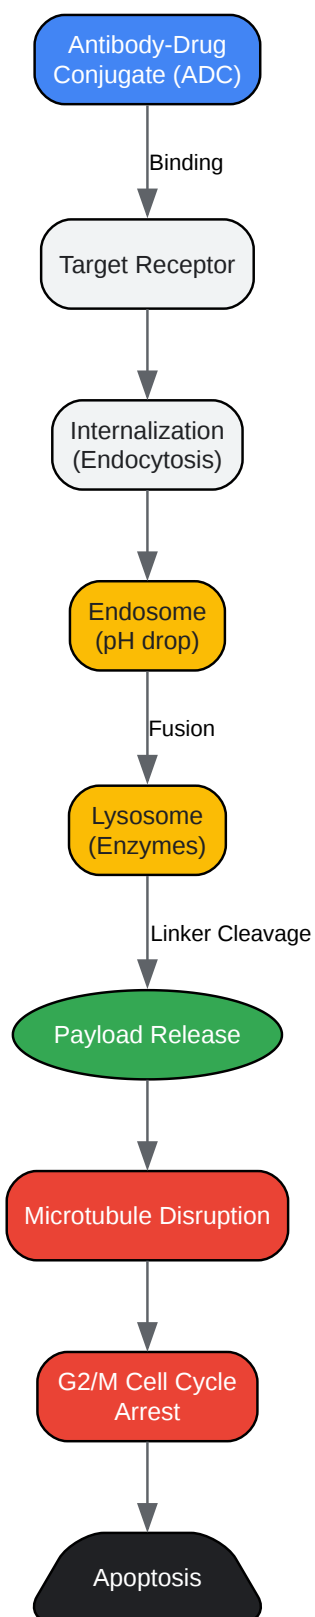 Antibody-Drug
Conjugate (ADC)
Binding
Target Receptor
Internalization
(Endocytosis)
Endosome
(pH drop)
Fusion
Lysosome
(Enzymes)
Linker Cleavage
Payload Release
Microtubule Disruption
G2/M Cell Cycle
Arrest
Apoptosis